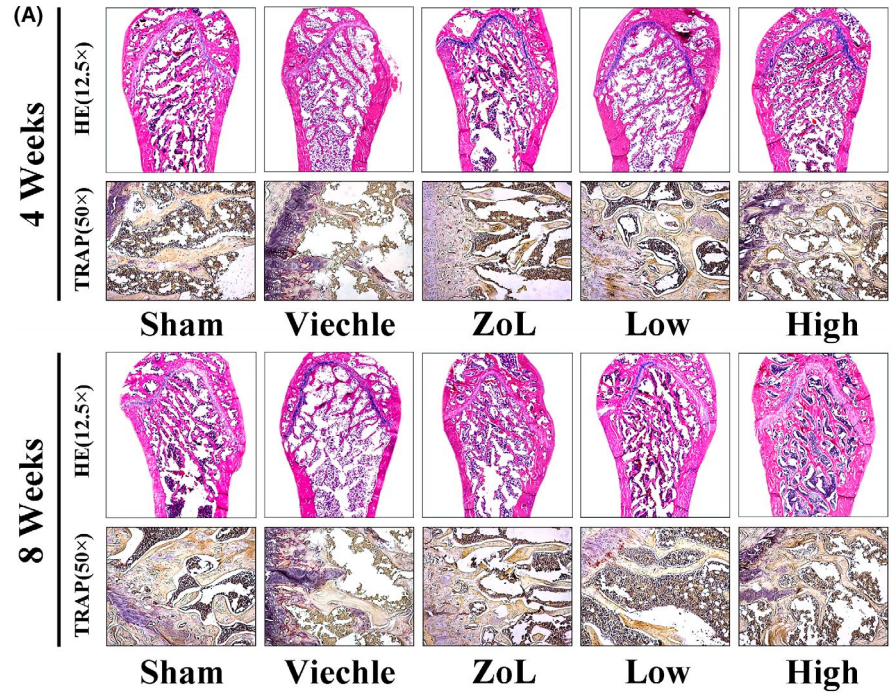 (A)
4 Weeks
HE(12.5×)
TRAP(50×)
Sham Viechle ZoL Low High
8 Weeks
HE(12.5×)
TRAP(50×)
Sham Viechle ZoL Low High